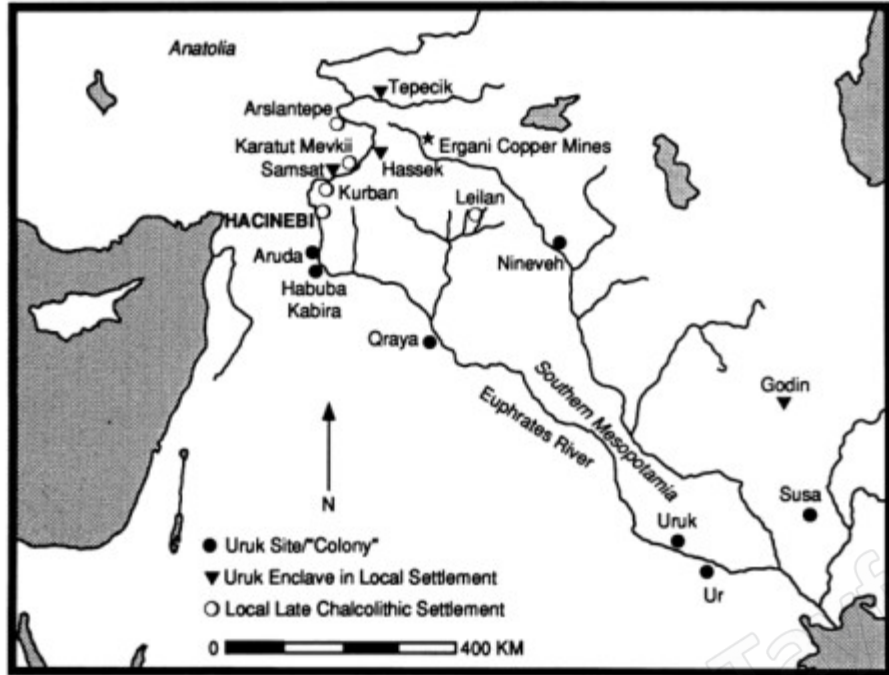 Anatolia
Tepecik
Arslantepe
Ergani Copper Mines
Karatut Mevkii
Samsat
Hassek
Kurban
Leilan
HACINEBI
Aruda
Nineveh
Habuba
Kabira
Qraya
Southern Mesopotamia
Godin
Euphrates River
Susa
N
Uruk
Ur
Uruk Site/"Colony"
Uruk Enclave in Local Settlement
Local Late Chalcolithic Settlement
0 400 KM